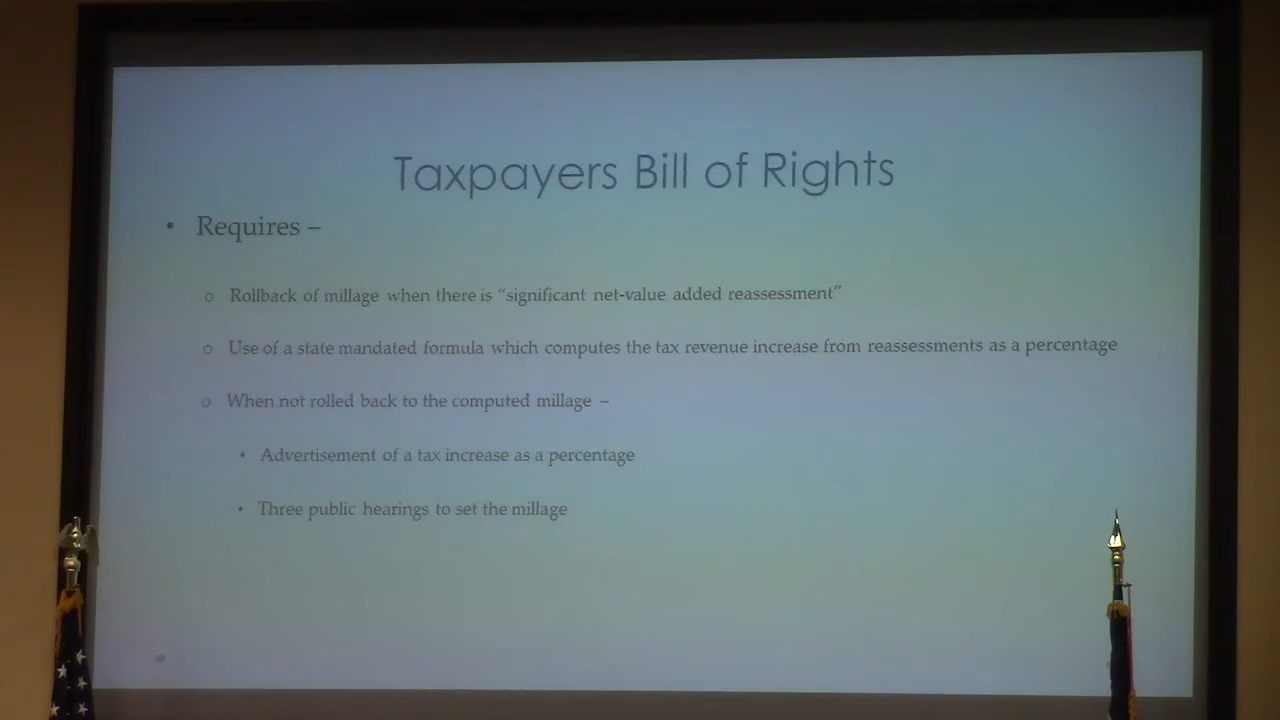 Taxpayers Bill of Rights
• Requires –
o Rollback of millage when there is “significant net-value added reassessment”
o Use of a state mandated formula which computes the tax revenue increase from reassessments as a percentage
o When not rolled back to the computed millage –
• Advertisement of a tax increase as a percentage
• Three public hearings to set the millage